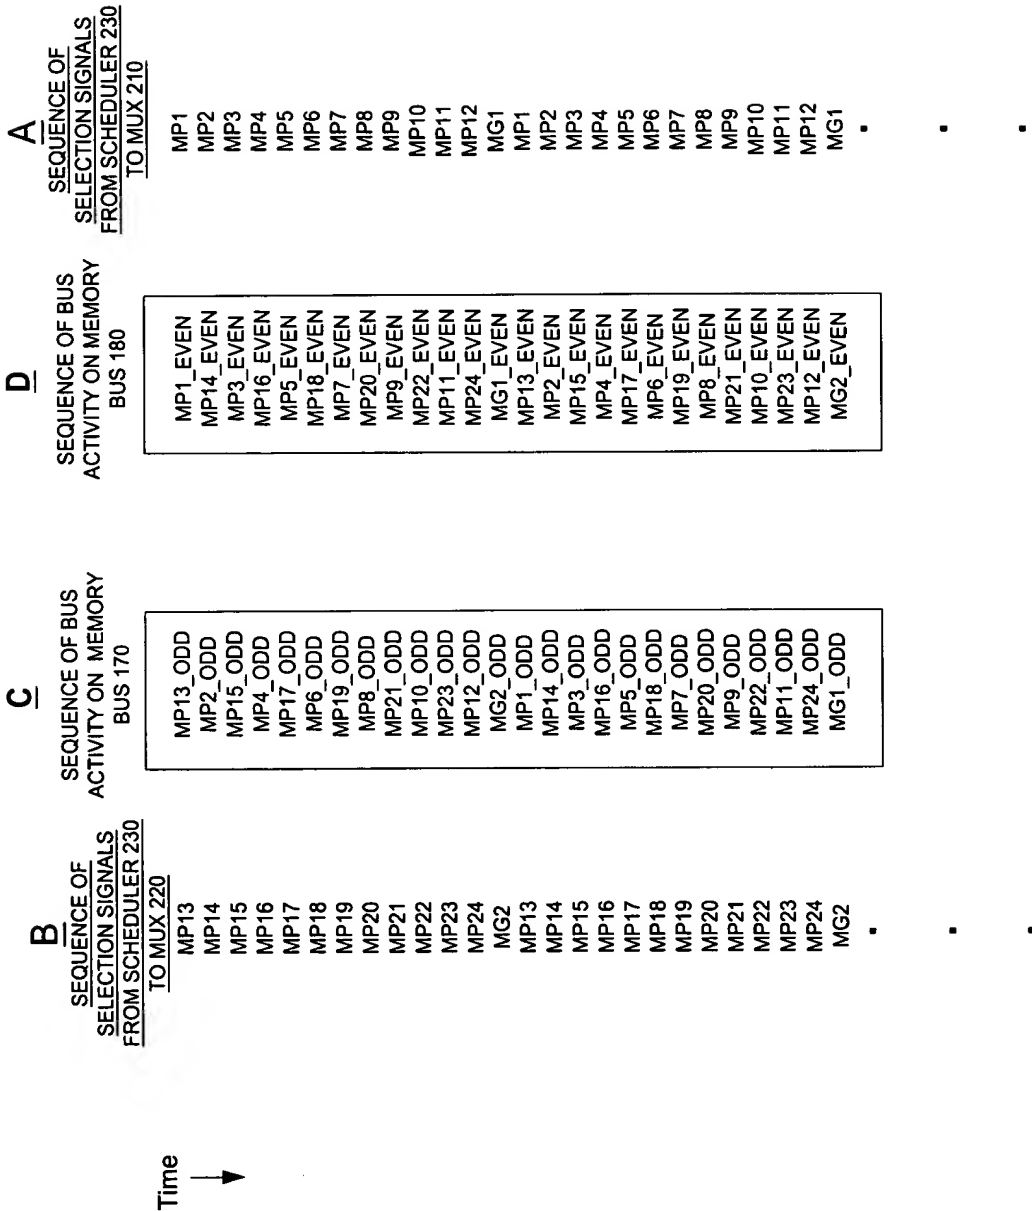 Time
B
SEQUENCE OF
SELECTION SIGNALS
FROM SCHEDULER 230
TO MUX 220
MP13
MP14
MP15
MP16
MP17
MP18
MP19
MP20
MP21
MP22
MP23
MP24
MG2
MP13
MP14
MP15
MP16
MP17
MP18
MP19
MP20
MP21
MP22
MP23
MP24
MG2
C
SEQUENCE OF BUS
ACTIVITY ON MEMORY
BUS 170
MP13_ODD
MP2_ODD
MP15_ODD
MP4_ODD
MP17_ODD
MP6_ODD
MP19_ODD
MP8_ODD
MP21_ODD
MP10_ODD
MP23_ODD
MP12_ODD
MG2_ODD
MP1_ODD
MP14_ODD
MP3_ODD
MP16_ODD
MP5_ODD
MP18_ODD
MP7_ODD
MP20_ODD
MP9_ODD
MP22_ODD
MP11_ODD
MP24_ODD
MG1_ODD
D
SEQUENCE OF BUS
ACTIVITY ON MEMORY
BUS 180
MP1_EVEN
MP14_EVEN
MP3_EVEN
MP16_EVEN
MP5_EVEN
MP18_EVEN
MP7_EVEN
MP20_EVEN
MP9_EVEN
MP22_EVEN
MP11_EVEN
MP24_EVEN
MG1_EVEN
MP13_EVEN
MP2_EVEN
MP15_EVEN
MP4_EVEN
MP17_EVEN
MP6_EVEN
MP19_EVEN
MP8_EVEN
MP21_EVEN
MP10_EVEN
MP23_EVEN
MP12_EVEN
MG2_EVEN
A
SEQUENCE OF
SELECTION SIGNALS
FROM SCHEDULER 230
TO MUX 210
MP1
MP2
MP3
MP4
MP5
MP6
MP7
MP8
MP9
MP10
MP11
MP12
MG1
MP1
MP2
MP3
MP4
MP5
MP6
MP7
MP8
MP9
MP10
MP11
MP12
MG1